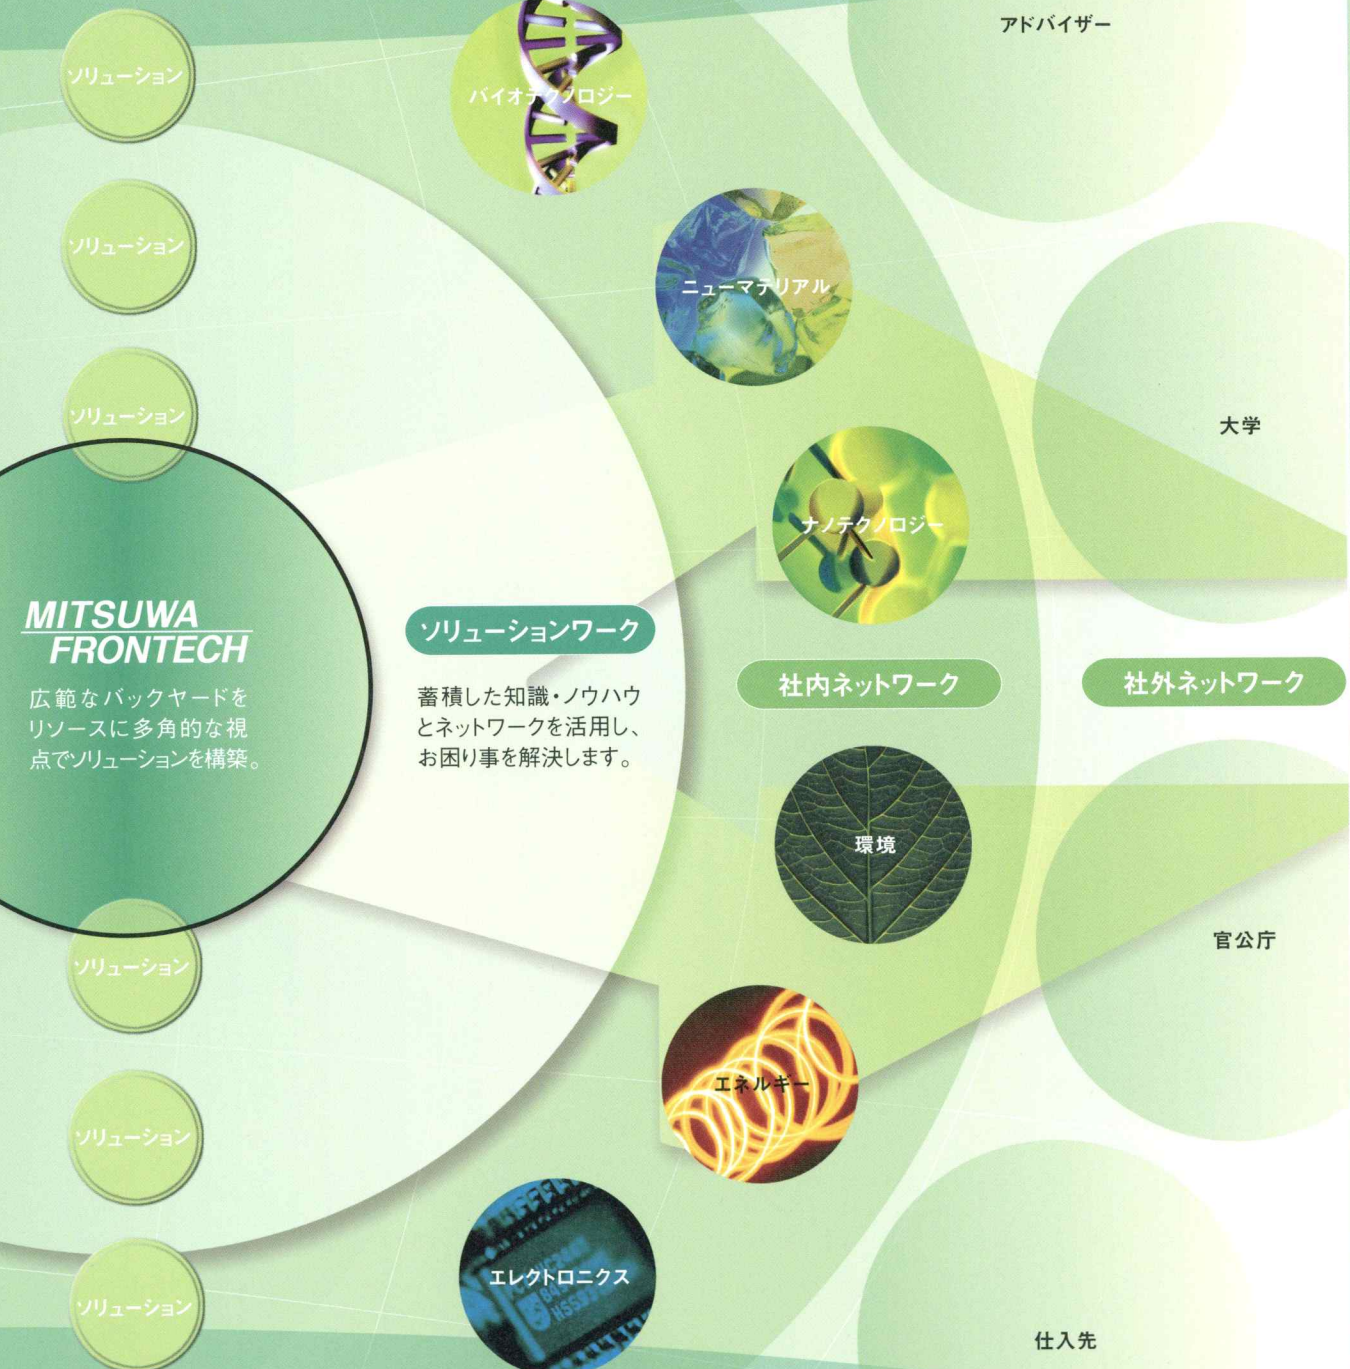 アドバイザー
ソリューション
バイオテクノロジー
ソリューション
ニューマテリアル
ソリューション
大学
ナノテクノロジー
MITSUWA
FRONTECH
広範なバックヤードを
リソースに多角的な視
点でソリューションを構築。
ソリューションワーク
蓄積した知識・ノウハウ
とネットワークを活用し、
お困り事を解決します。
社内ネットワーク
社外ネットワーク
環境
官公庁
ソリューション
エネルギー
ソリューション
エレクトロニクス
ソリューション
仕入先